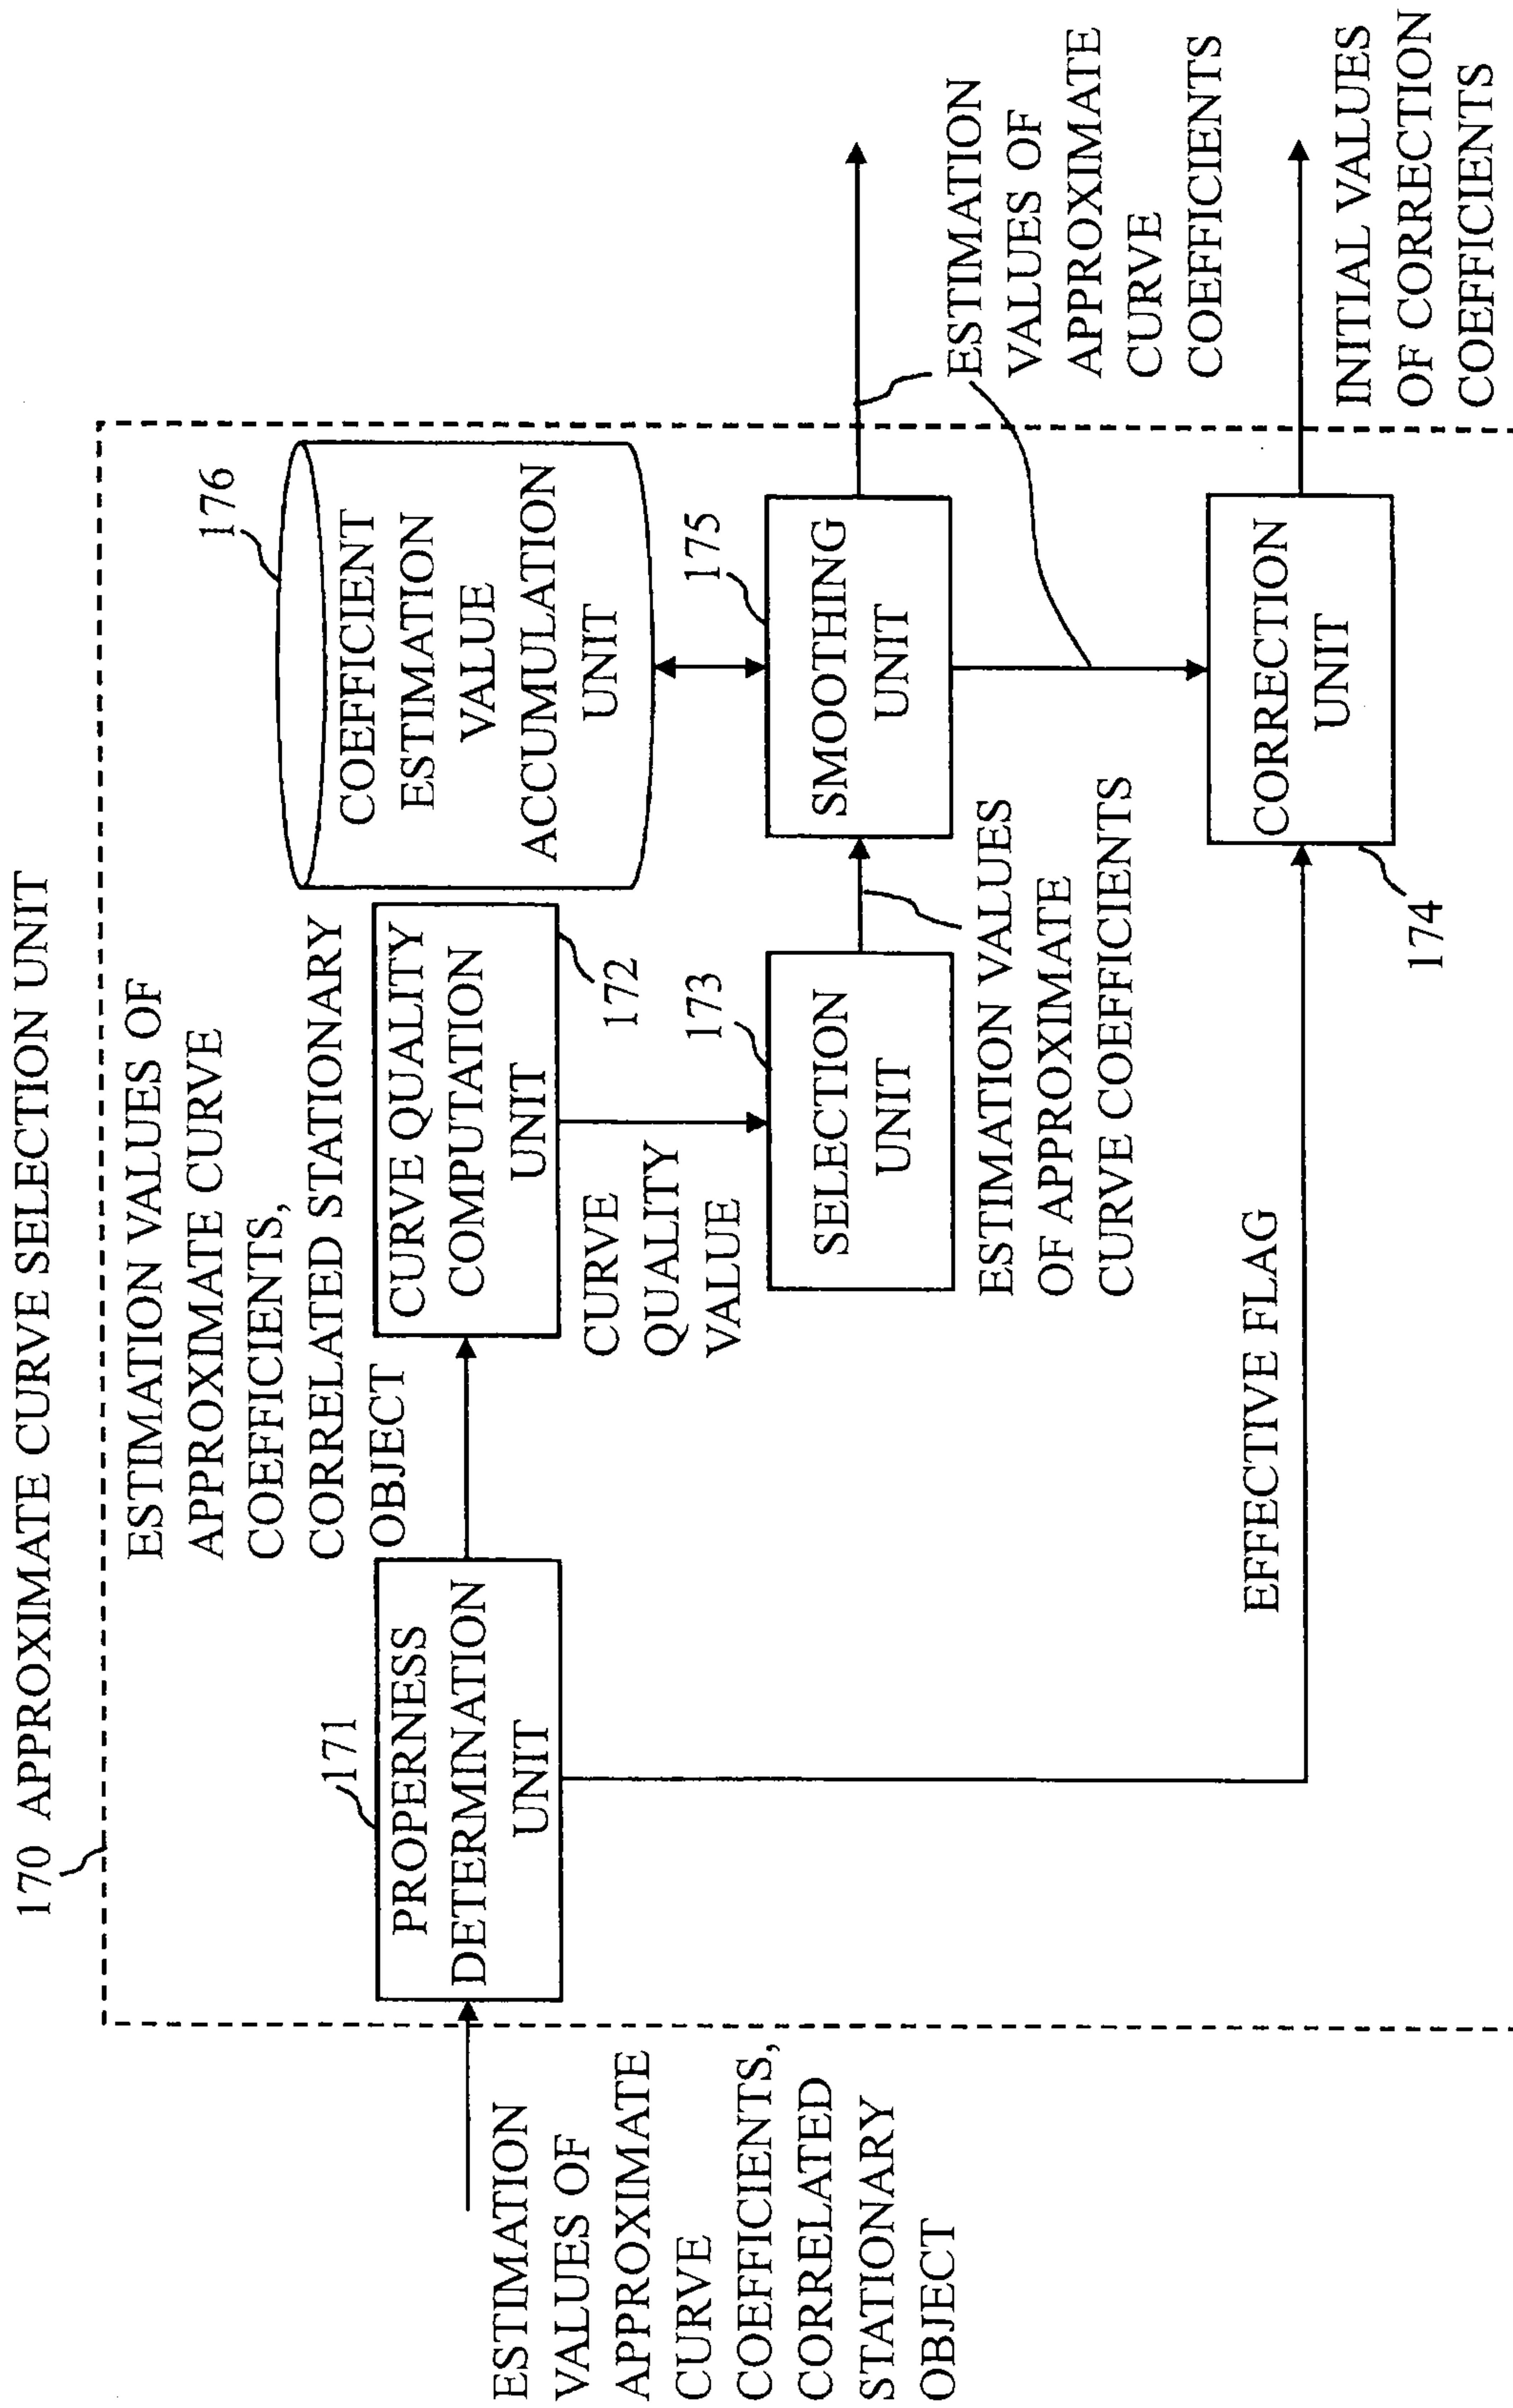 170 APPROXIMATE CURVE SELECTION UNIT
ESTIMATION
VALUES OF
APPROXIMATE
CURVE
COEFFICIENTS,
CORRELATED
STATIONARY
OBJECT
171
PROPERNESS
DETERMINATION
UNIT
ESTIMATION VALUES OF
APPROXIMATE CURVE
COEFFICIENTS,
CORRELATED STATIONARY
OBJECT
CURVE QUALITY
COMPUTATION
UNIT
172
CURVE
QUALITY
VALUE
173
SELECTION
UNIT
ESTIMATION VALUES
OF APPROXIMATE
CURVE COEFFICIENTS
176
COEFFICIENT
ESTIMATION
VALUE
ACCUMULATION
UNIT
175
SMOOTHING
UNIT
ESTIMATION
VALUES OF
APPROXIMATE
CURVE
COEFFICIENTS
EFFECTIVE FLAG
CORRECTION
UNIT
174
INITIAL VALUES
OF CORRECTION
COEFFICIENTS